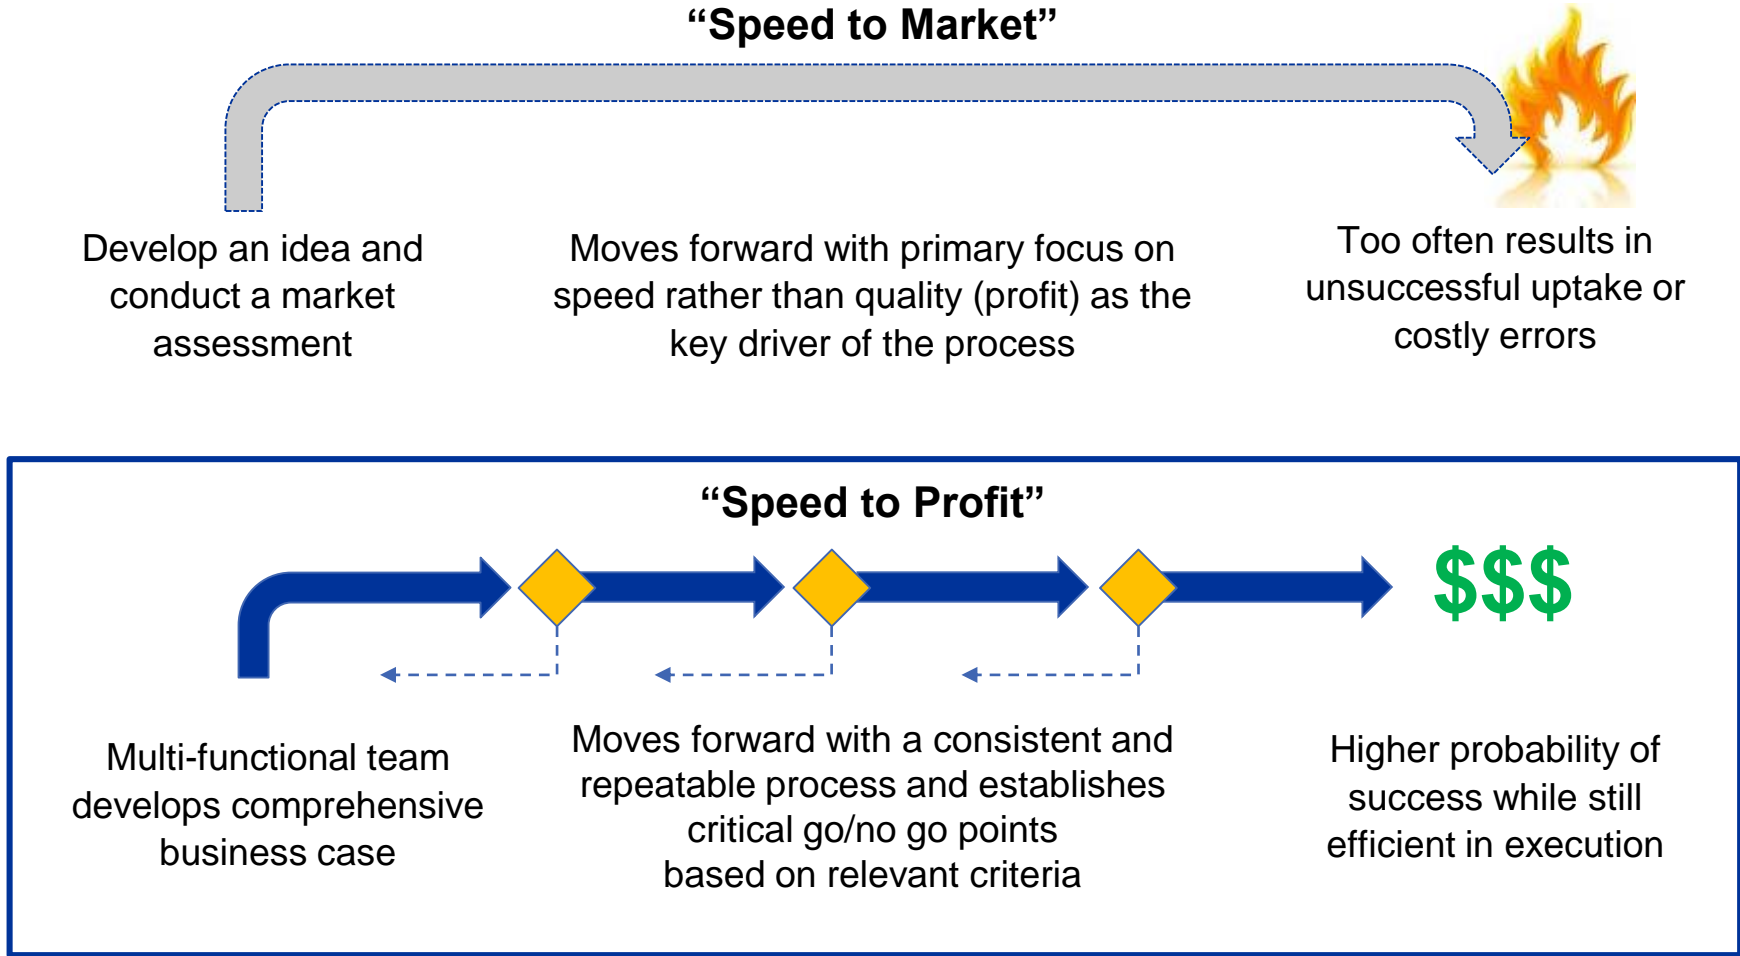 “Speed to Market”
Develop an idea and
conduct a market
assessment
Moves forward with primary focus on
speed rather than quality (profit) as the
key driver of the process
Too often results in
unsuccessful uptake or
costly errors
“Speed to Profit”
$$$
Multi-functional team
develops comprehensive
business case
Moves forward with a consistent and
repeatable process and establishes
critical go/no go points
based on relevant criteria
Higher probability of
success while still
efficient in execution